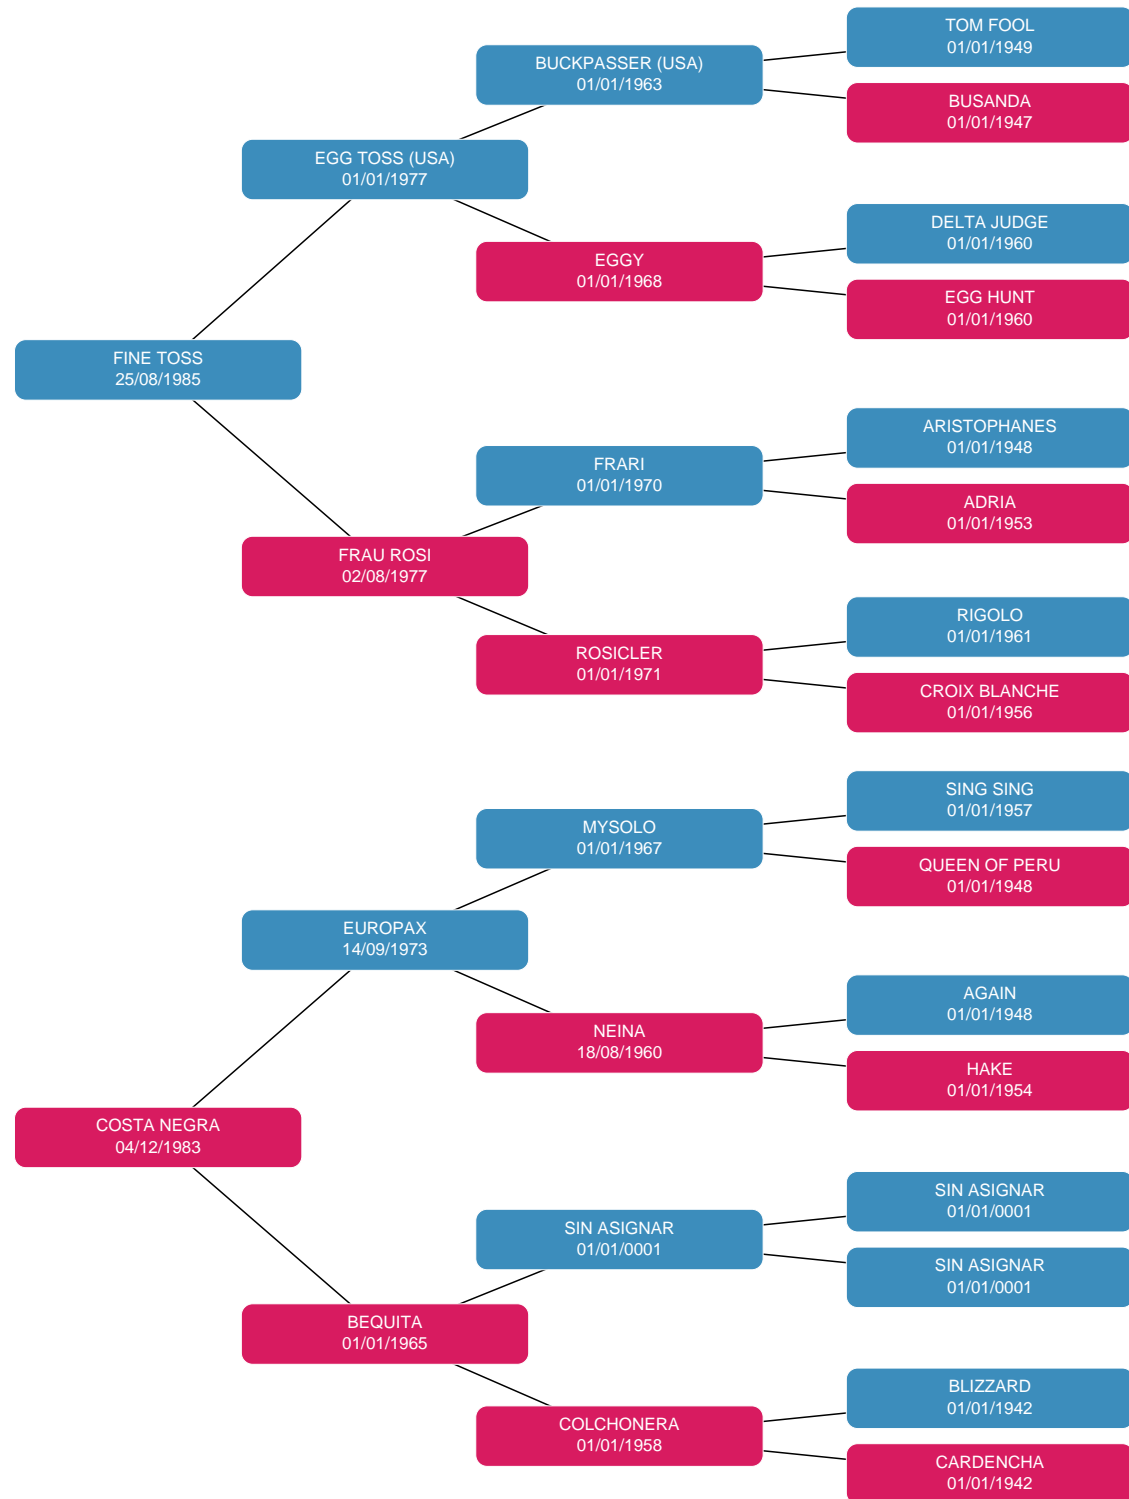 TOM FOOL
01/01/1949
BUCKPASSER (USA)
01/01/1963
BUSANDA
01/01/1947
EGG TOSS (USA)
01/01/1977
DELTA JUDGE
01/01/1960
EGGY
01/01/1968
EGG HUNT
01/01/1960
FINE TOSS
25/08/1985
ARISTOPHANES
01/01/1948
FRARI
01/01/1970
ADRIA
01/01/1953
FRAU ROSI
02/08/1977
RIGOLO
01/01/1961
ROSICLER
01/01/1971
CROIX BLANCHE
01/01/1956
SING SING
01/01/1957
MYSOLO
01/01/1967
QUEEN OF PERU
01/01/1948
EUROPAX
14/09/1973
AGAIN
01/01/1948
NEINA
18/08/1960
HAKE
01/01/1954
COSTA NEGRA
04/12/1983
SIN ASIGNAR
01/01/0001
SIN ASIGNAR
01/01/0001
SIN ASIGNAR
01/01/0001
BEQUITA
01/01/1965
BLIZZARD
01/01/1942
COLCHONERA
01/01/1958
CARDENCHA
01/01/1942